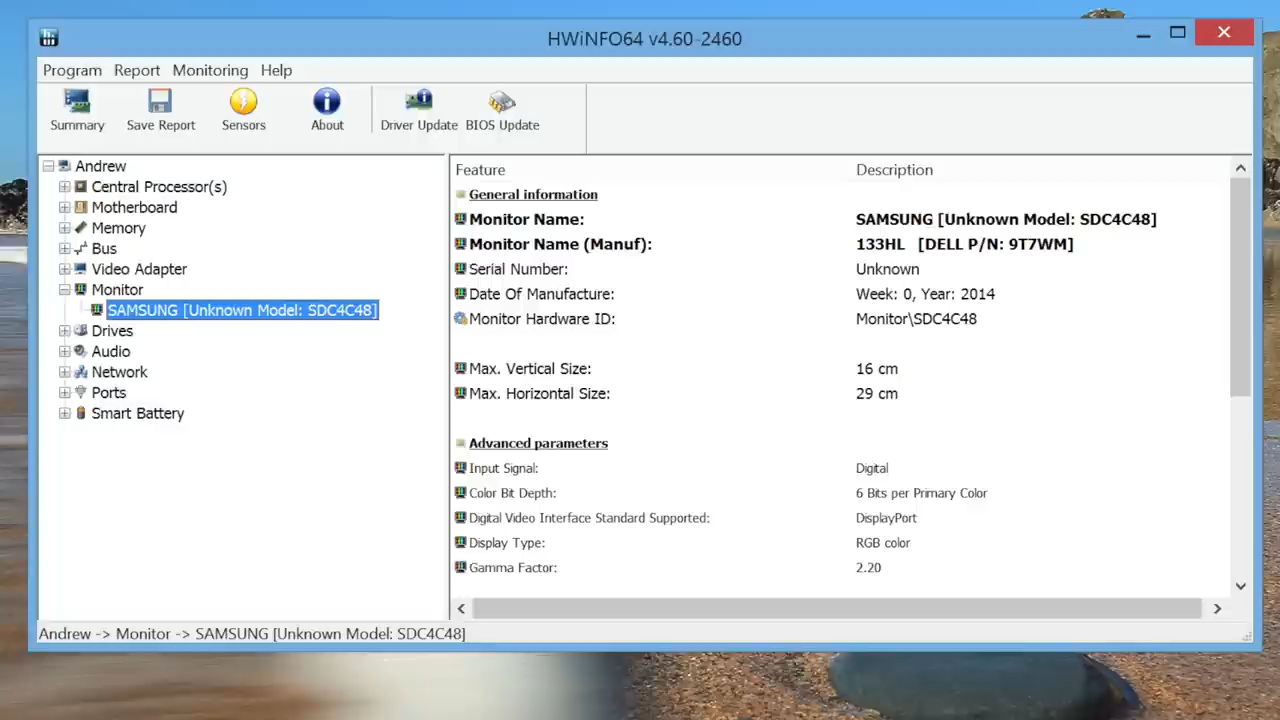 HWiNFO64 v4.60-2460
Program Report Monitoring Help
Summary Save Report Sensors About Driver Update BIOS Update
Andrew
Central Processor(s)
Motherboard
Memory
Bus
Video Adapter
Monitor
SAMSUNG [Unknown Model: SDC4C48]
Drives
Audio
Network
Ports
Smart Battery
Feature Description
General information
Monitor Name: SAMSUNG [Unknown Model: SDC4C48]
Monitor Name (Manuf): 133HL [DELL P/N: 9T7WM]
Serial Number: Unknown
Date Of Manufacture: Week: 0, Year: 2014
Monitor Hardware ID: Monitor\SDC4C48
Max. Vertical Size: 16 cm
Max. Horizontal Size: 29 cm
Advanced parameters
Input Signal: Digital
Color Bit Depth: 6 Bits per Primary Color
Digital Video Interface Standard Supported: DisplayPort
Display Type: RGB color
Gamma Factor: 2.20
Andrew -> Monitor -> SAMSUNG [Unknown Model: SDC4C48]